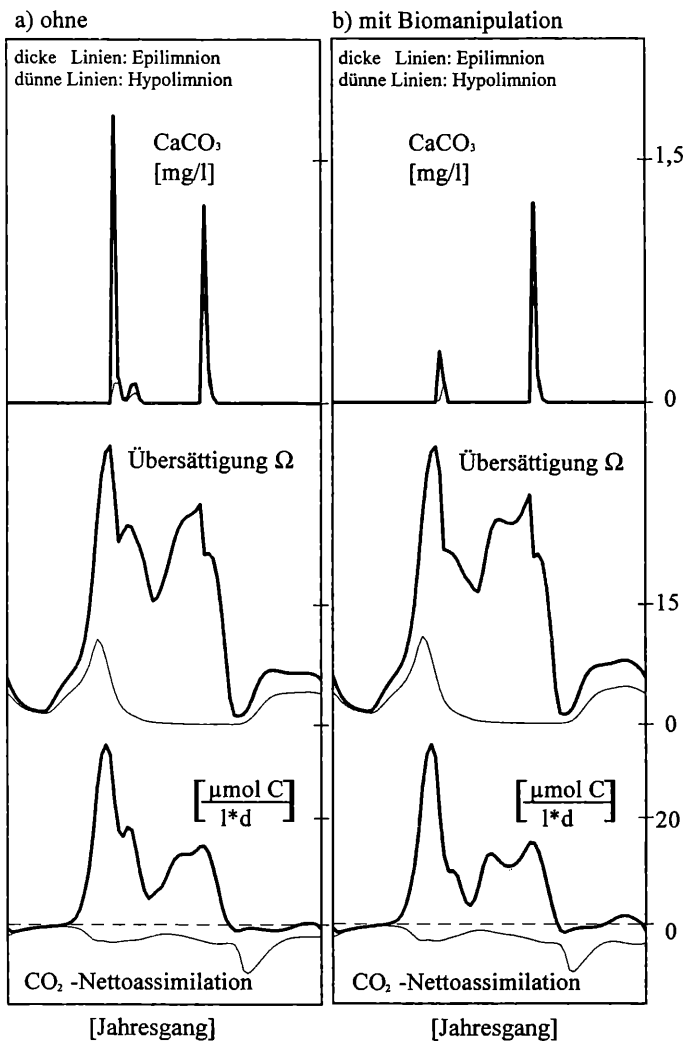 a) ohne
dicke Linien: Epilimnion
dünne Linien: Hypolimnion
CaCO₃
[mg/l]
Übersättigung Ω
[μmol C
l*d]
CO₂ -Nettoassimilation
[Jahresgang]
b) mit Biomanipulation
dicke Linien: Epilimnion
dünne Linien: Hypolimnion
CaCO₃
[mg/l]
1,5
0
Übersättigung Ω
15
0
[μmol C
l*d]
20
0
CO₂ -Nettoassimilation
[Jahresgang]